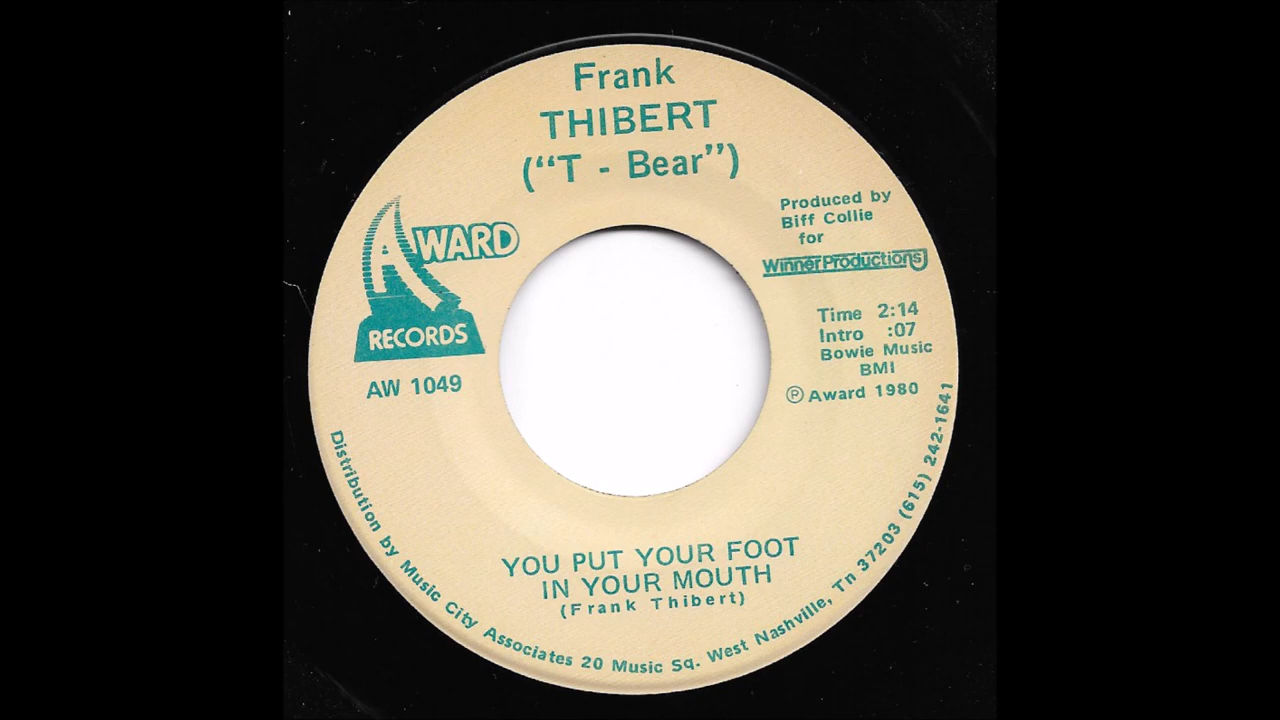 Frank
THIBERT
("T - Bear")
AWARD
RECORDS
AW 1049
Produced by
Biff Collie
for
Winner Productions
Time 2:14
Intro :07
Bowie Music
BMI
Ⓟ Award 1980
YOU PUT YOUR FOOT
IN YOUR MOUTH
(Frank Thibert)
Distribution by Music City Associates 20 Music Sq. West Nashville, Tn 37203 (615) 242-1641